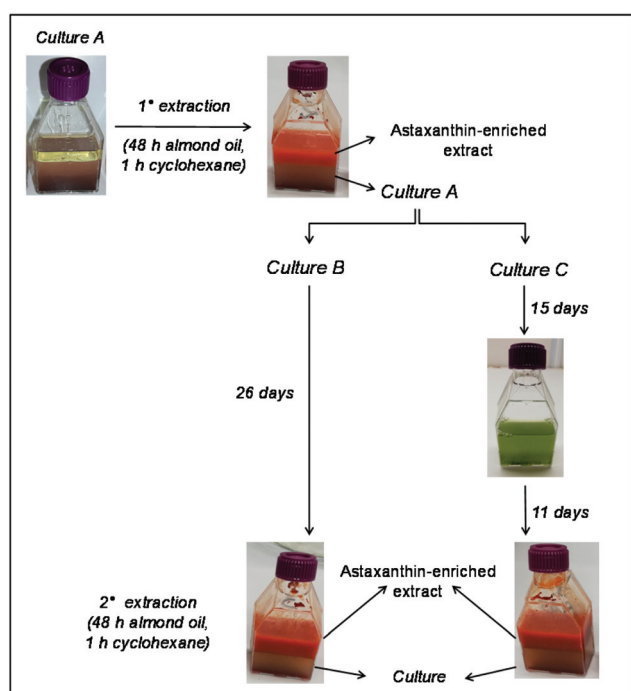 Culture A
1° extraction
(48 h almond oil,
1 h cyclohexane)
Astaxanthin-enriched
extract
Culture A
Culture B
Culture C
15 days
26 days
11 days
2° extraction
(48 h almond oil,
1 h cyclohexane)
Astaxanthin-enriched
extract
Culture